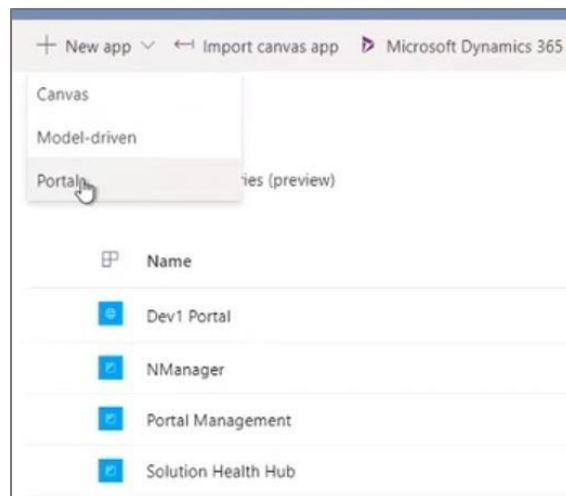 New app
Import canvas app
Microsoft Dynamics 365
Canvas
Model-driven
Portal
(preview)
Name
Dev1 Portal
NManager
Portal Management
Solution Health Hub